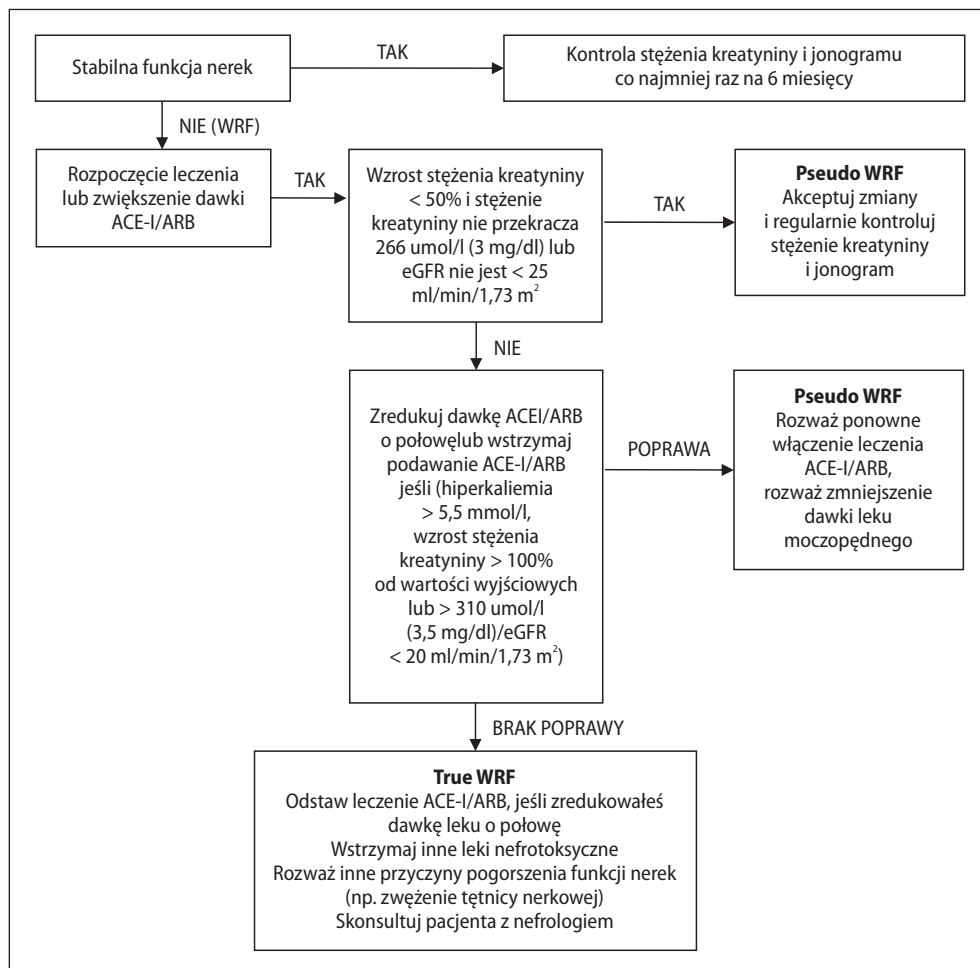 Stabilna funkcja nerek
TAK
Kontrola stężenia kreatyniny i jonogramu
co najmniej raz na 6 miesięcy
NIE (WRF)
Rozpoczęcie leczenia
lub zwiększenie dawki
ACE-I/ARB
TAK
Wzrost stężenia kreatyniny
< 50% i stężenie
kreatyniny nie przekracza
266 umol/l (3 mg/dl) lub
eGFR nie jest < 25
ml/min/1,73 m²
TAK
Pseudo WRF
Akceptuj zmiany
i regularnie kontroluj
stężenie kreatyniny
i jonogram
NIE
Zredukuj dawkę ACEI/ARB
o połowęlub wstrzymaj
podawanie ACE-I/ARB
jeśli (hiperkaliemia
> 5,5 mmol/l,
wzrost stężenia
kreatyniny > 100%
od wartości wyjściowych
lub > 310 umol/l
(3,5 mg/dl)/eGFR
< 20 ml/min/1,73 m²)
POPRAWA
Pseudo WRF
Rozważ ponowne
włączenie leczenia
ACE-I/ARB,
rozważ zmniejszenie
dawki leku
moczopędnego
BRAK POPRAWY
True WRF
Odstaw leczenie ACE-I/ARB, jeśli zredukowałeś
dawkę leku o połowę
Wstrzymaj inne leki nefrotoksyczne
Rozważ inne przyczyny pogorszenia funkcji nerek
(np. zwężenie tętnicy nerkowej)
Skonsultuj pacjenta z nefrologiem